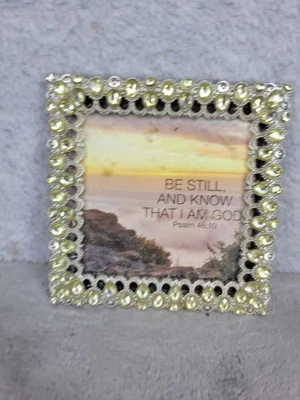 BE STILL,
AND KNOW
THAT I AM GOD.
Psalm 46:10